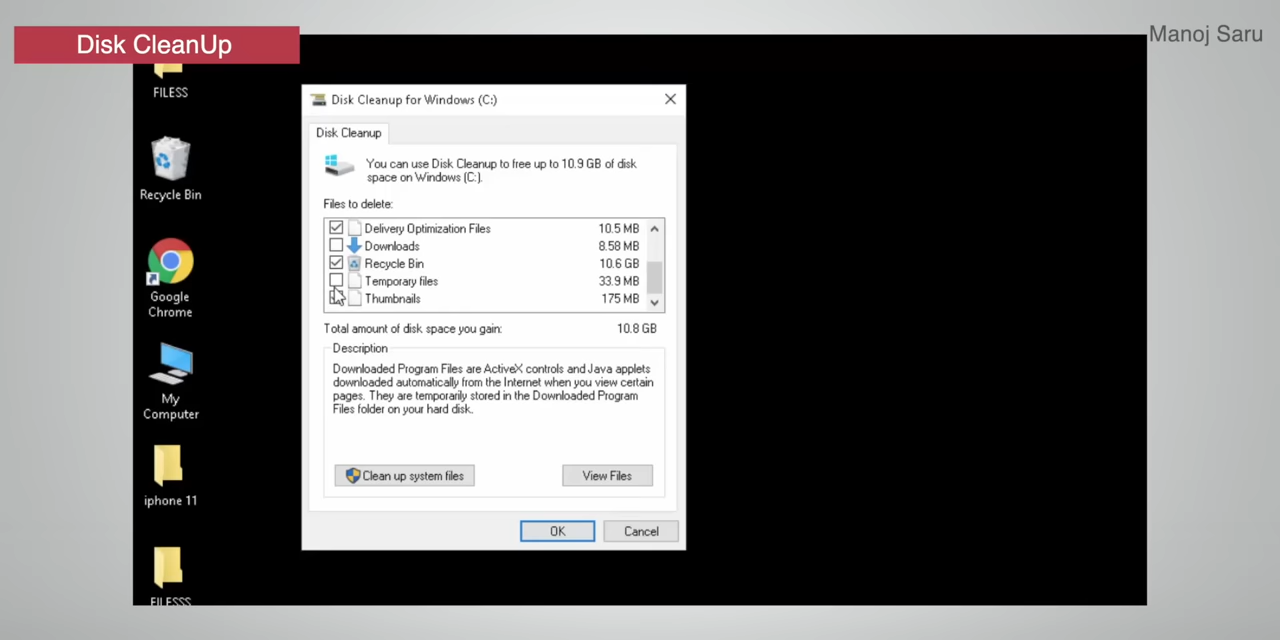 Disk CleanUp
Manoj Saru
FILESS
Recycle Bin
Google
Chrome
My
Computer
iphone 11
FILESSS
Disk Cleanup for Windows (C:)
Disk Cleanup
You can use Disk Cleanup to free up to 10.9 GB of disk
space on Windows (C:).
Files to delete:
Delivery Optimization Files 10.5 MB
Downloads 8.58 MB
Recycle Bin 10.6 GB
Temporary files 33.9 MB
Thumbnails 175 MB
Total amount of disk space you gain: 10.8 GB
Description
Downloaded Program Files are ActiveX controls and Java applets
downloaded automatically from the Internet when you view certain
pages. They are temporarily stored in the Downloaded Program
Files folder on your hard disk.
Clean up system files
View Files
OK
Cancel